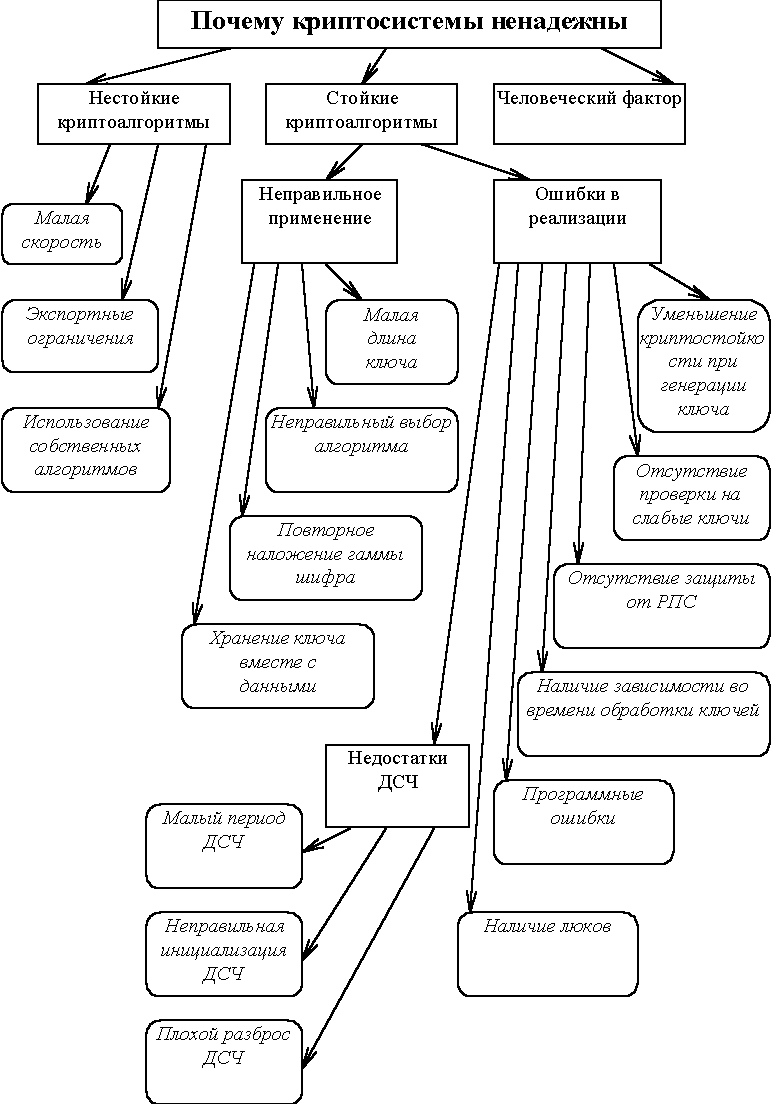 Почему криптосистемы ненадежны
Нестойкие
криптоалгоритмы
Стойкие
криптоалгоритмы
Человеческий фактор
Малая
скорость
Экспортные
ограничения
Использование
собственных
алгоритмов
Неправильное
применение
Малая
длина
ключа
Неправильный выбор
алгоритма
Повторное
наложение гаммы
шифра
Хранение ключа
вместе с
данными
Ошибки в
реализации
Уменьшение
криптостойко
сти при
генерации
ключа
Отсутствие
проверки на
слабые ключи
Отсутствие защиты
от РПС
Наличие зависимости во
времени обработки ключей
Программные
ошибки
Наличие люков
Недостатки
ДСЧ
Малый период
ДСЧ
Неправильная
инициализация
ДСЧ
Плохой разброс
ДСЧ